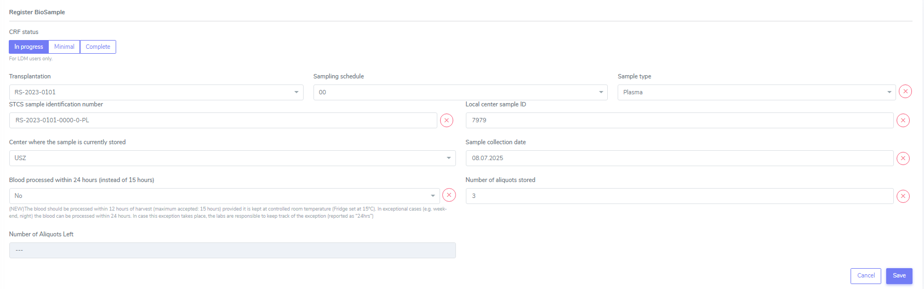 Register BioSample
CRF status
In progress Minimal Complete
For LDM users only.
Transplantation Sampling schedule Sample type
RS-2023-0101 00 Plasma
STCS sample identification number Local center sample ID
RS-2023-0101-0000-0-PL 7979
Center where the sample is currently stored Sample collection date
USZ 08.07.2025
Blood processed within 24 hours (instead of 15 hours) Number of aliquots stored
No 3
(NEW)The blood should be processed within 12 hours of harvest (maximum accepted: 15 hours) provided it is kept at controlled room temperature (Fridge set at 15°C). In exceptional cases (e.g. week-
end, night) the blood can be processed within 24 hours. In case this exception takes place, the labs are responsible to keep track of the exception (reported as "24hrs")
Number of Aliquots Left
---
Cancel Save